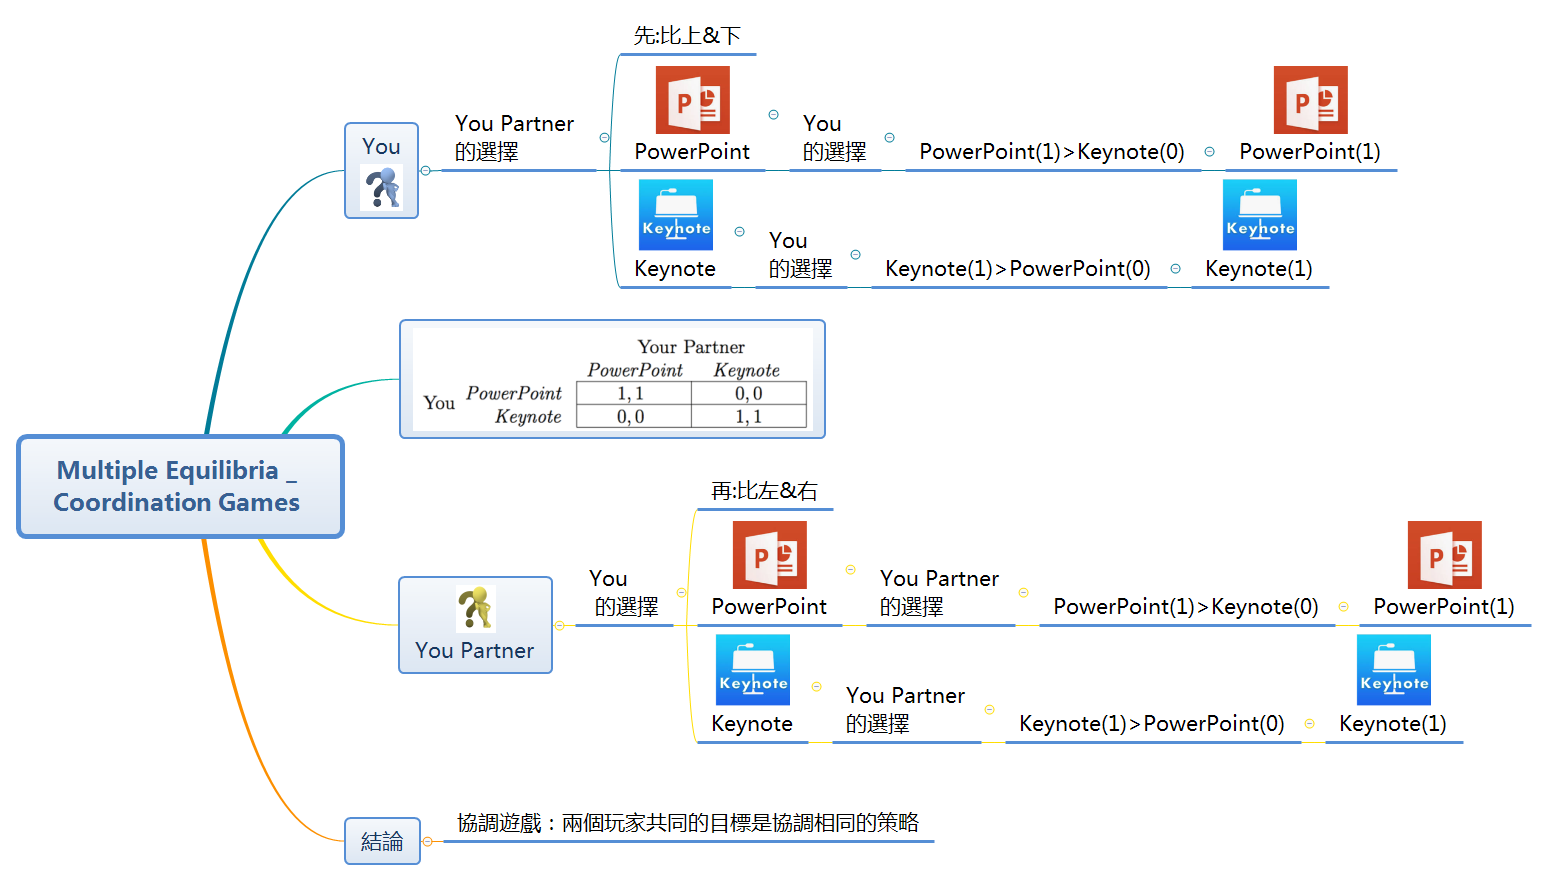 Multiple Equilibria _
Coordination Games
You
You Partner
的選擇
先:比上&下
P
PowerPoint
You
的選擇
PowerPoint(1)>Keynote(0)
P
PowerPoint(1)
Keynote
Keynote
You
的選擇
Keynote(1)>PowerPoint(0)
Keynote
Keynote(1)
Your Partner
PowerPoint Keynote
You PowerPoint 1, 1 0, 0
Keynote 0, 0 1, 1
You Partner
You
的選擇
再:比左&右
P
PowerPoint
You Partner
的選擇
PowerPoint(1)>Keynote(0)
P
PowerPoint(1)
Keynote
Keynote
You Partner
的選擇
Keynote(1)>PowerPoint(0)
Keynote
Keynote(1)
結論
協調遊戲：兩個玩家共同的目標是協調相同的策略